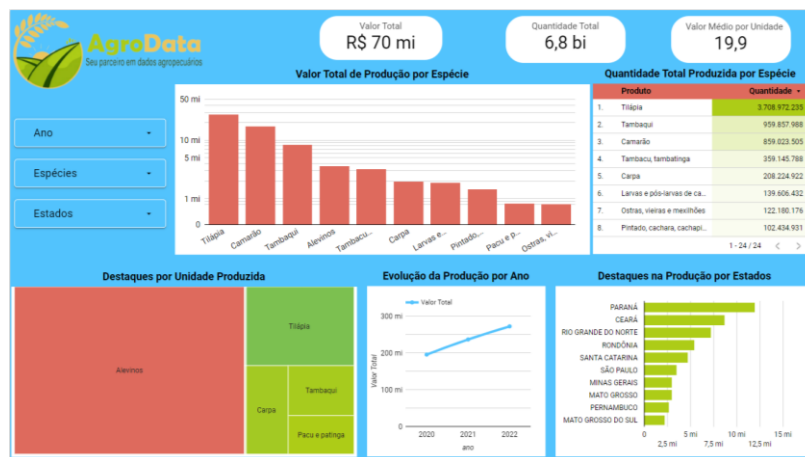 AgroData
Seu parceiro em dados agropecuários
Valor Total
R$ 70 mi
Quantidade Total
6,8 bi
Valor Médio por Unidade
19,9
Ano
Espécies
Estados
Valor Total de Produção por Espécie
50 mi
10 mi
5 mi
1 mi
0
Tilápia
Camarão
Tambaqui
Alevinos
Tambacu...
Carpa
Larvas e...
Pintado,...
Pacu e p...
Ostras, vi...
Quantidade Total Produzida por Espécie
Produto Quantidade
1. Tilápia 3.708.972.235
2. Tambaqui 959.857.988
3. Camarão 859.023.505
4. Tambacu, tambatinga 359.145.788
5. Carpa 208.224.922
6. Larvas e pós-larvas de ca... 139.606.432
7. Ostras, vieiras e mexilhões 122.180.176
8. Pintado, cachara, cachapi... 102.434.931
1 - 24 / 24 < >
Destaques por Unidade Produzida
Alevinos
Tilápia
Carpa
Tambaqui
Pacu e patinga
Evolução da Produção por Ano
Valor Total
300 mi
200 mi
100 mi
0
Valor Total
2020 2021 2022
ano
Destaques na Produção por Estados
PARANÁ
CEARÁ
RIO GRANDE DO NORTE
RONDÔNIA
SANTA CATARINA
SÃO PAULO
MINAS GERAIS
MATO GROSSO
PERNAMBUCO
MATO GROSSO DO SUL
0 5 mi 10 mi 15 mi
2,5 mi 7,5 mi 12,5 mi